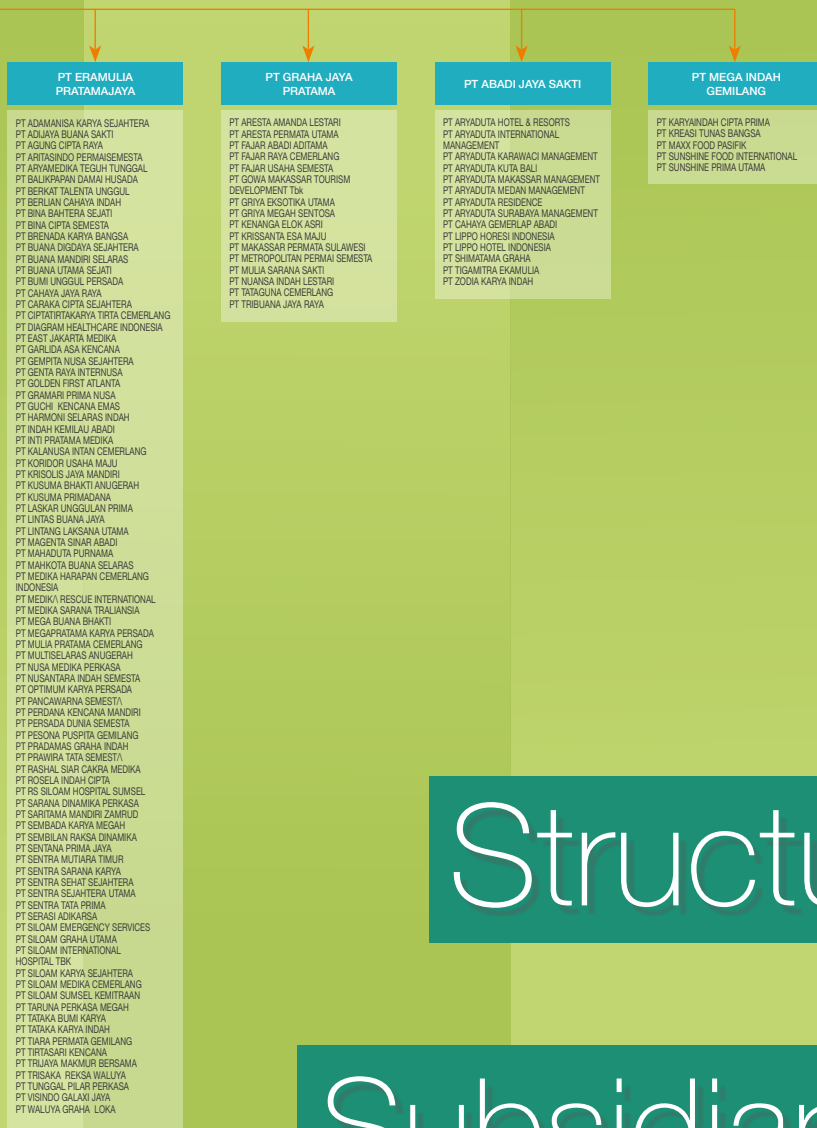 PT ERAMULIA
PRATAMAJAYA
PT ADAMANISA KARYA SEJAHTERA
PT ADIJAYA BUANA SAKTI
PT AGUNG CIPTA RAYA
PT ARITASINDO PERMAISEMESTA
PT ARYAMEDIKA TEGUH TUNGGAL
PT BALIKPAPAN DAMAI HUSADA
PT BERKAT TALENTA UNGGUL
PT BERLIAN CAHAYA INDAH
PT BINA BAHTERA SEJATI
PT BINA CIPTA SEMESTA
PT BRENADA KARYA BANGSA
PT BUANA DIGDAYA SEJAHTERA
PT BUANA MANDIRI SELARAS
PT BUANA UTAMA SEJATI
PT BUMI UNGGUL PERSADA
PT CAHAYA JAYA RAYA
PT CARAKA CIPTA SEJAHTERA
PT CIPTATIRTAKARYA TIRTA CEMERLANG
PT DIAGRAM HEALTHCARE INDONESIA
PT EAST JAKARTA MEDIKA
PT GARLIDA ASA KENCANA
PT GEMPITA NUSA SEJAHTERA
PT GENTA RAYA INTERNUSA
PT GOLDEN FIRST ATLANTA
PT GRAMARI PRIMA NUSA
PT GUCHI KENCANA EMAS
PT HARMONI SELARAS INDAH
PT INDAH KEMILAU ABADI
PT INTI PRATAMA MEDIKA
PT KALANUSA INTAN CEMERLANG
PT KORIDOR USAHA MAJU
PT KRISOLIS JAYA MANDIRI
PT KUSUMA BHAKTI ANUGERAH
PT KUSUMA PRIMADANA
PT LASKAR UNGGULAN PRIMA
PT LINTAS BUANA JAYA
PT LINTANG LAKSANA UTAMA
PT MAGENTA SINAR ABADI
PT MAHADUTA PURNAMA
PT MAHKOTA BUANA SELARAS
PT MEDIKA HARAPAN CEMERLANG
INDONESIA
PT MEDIK/\ RESCUE INTERNATIONAL
PT MEDIKA SARANA TRALIANSIA
PT MEGA BUANA BHAKTI
PT MEGAPRATAMA KARYA PERSADA
PT MULIA PRATAMA CEMERLANG
PT MULTISELARAS ANUGERAH
PT NUSA MEDIKA PERKASA
PT NUSANTARA INDAH SEMESTA
PT OPTIMUM KARYA PERSADA
PT PANCAWARNA SEMEST/\
PT PERDANA KENCANA MANDIRI
PT PERSADA DUNIA SEMESTA
PT PESONA PUSPITA GEMILANG
PT PRADAMAS GRAHA INDAH
PT PRAWIRA TATA SEMEST/\
PT RASHAL SIAR CAKRA MEDIKA
PT ROSELA INDAH CIPTA
PT RS SILOAM HOSPITAL SUMSEL
PT SARANA DINAMIKA PERKASA
PT SARITAMA MANDIRI ZAMRUD
PT SEMBADA KARYA MEGAH
PT SEMBILAN RAKSA DINAMIKA
PT SENTANA PRIMA JAYA
PT SENTRA MUTIARA TIMUR
PT SENTRA SARANA KARYA
PT SENTRA SEHAT SEJAHTERA
PT SENTRA SEJAHTERA UTAMA
PT SENTRA TATA PRIMA
PT SERASI ADIKARSA
PT SILOAM EMERGENCY SERVICES
PT SILOAM GRAHA UTAMA
PT SILOAM INTERNATIONAL
HOSPITAL TBK
PT SILOAM KARYA SEJAHTERA
PT SILOAM MEDIKA CEMERLANG
PT SILOAM SUMSEL KEMITRAAN
PT TARUNA PERKASA MEGAH
PT TATAKA BUMI KARYA
PT TATAKA KARYA INDAH
PT TIARA PERMATA GEMILANG
PT TIRTASARI KENCANA
PT TRIJAYA MAKMUR BERSAMA
PT TRISAKA REKSA WALUYA
PT TUNGGAL PILAR PERKASA
PT VISINDO GALAXI JAYA
PT WALUYA GRAHA LOKA
PT GRAHA JAYA
PRATAMA
PT ARESTA AMANDA LESTARI
PT ARESTA PERMATA UTAMA
PT FAJAR ABADI ADITAMA
PT FAJAR RAYA CEMERLANG
PT FAJAR USAHA SEMESTA
PT GOWA MAKASSAR TOURISM
DEVELOPMENT Tbk
PT GRIYA EKSOTIKA UTAMA
PT GRIYA MEGAH SENTOSA
PT KENANGA ELOK ASRI
PT KRISSANTA ESA MAJU
PT MAKASSAR PERMATA SULAWESI
PT METROPOLITAN PERMAI SEMESTA
PT MULIA SARANA SAKTI
PT NUANSA INDAH LESTARI
PT TATAGUNA CEMERLANG
PT TRIBUANA JAYA RAYA
PT ABADI JAYA SAKTI
PT ARYADUTA HOTEL & RESORTS
PT ARYADUTA INTERNATIONAL
MANAGEMENT
PT ARYADUTA KARAWACI MANAGEMENT
PT ARYADUTA KUTA BALI
PT ARYADUTA MAKASSAR MANAGEMENT
PT ARYADUTA MEDAN MANAGEMENT
PT ARYADUTA RESIDENCE
PT ARYADUTA SURABAYA MANAGEMENT
PT CAHAYA GEMERLAP ABADI
PT LIPPO HORESI INDONESIA
PT LIPPO HOTEL INDONESIA
PT SHIMATAMA GRAHA
PT TIGAMITRA EKAMULIA
PT ZODIA KARYA INDAH
PT MEGA INDAH
GEMILANG
PT KARYAINDAH CIPTA PRIMA
PT KREASI TUNAS BANGSA
PT MAXX FOOD PASIFIK
PT SUNSHINE FOOD INTERNATIONAL
PT SUNSHINE PRIMA UTAMA
Structu
Subsidiar